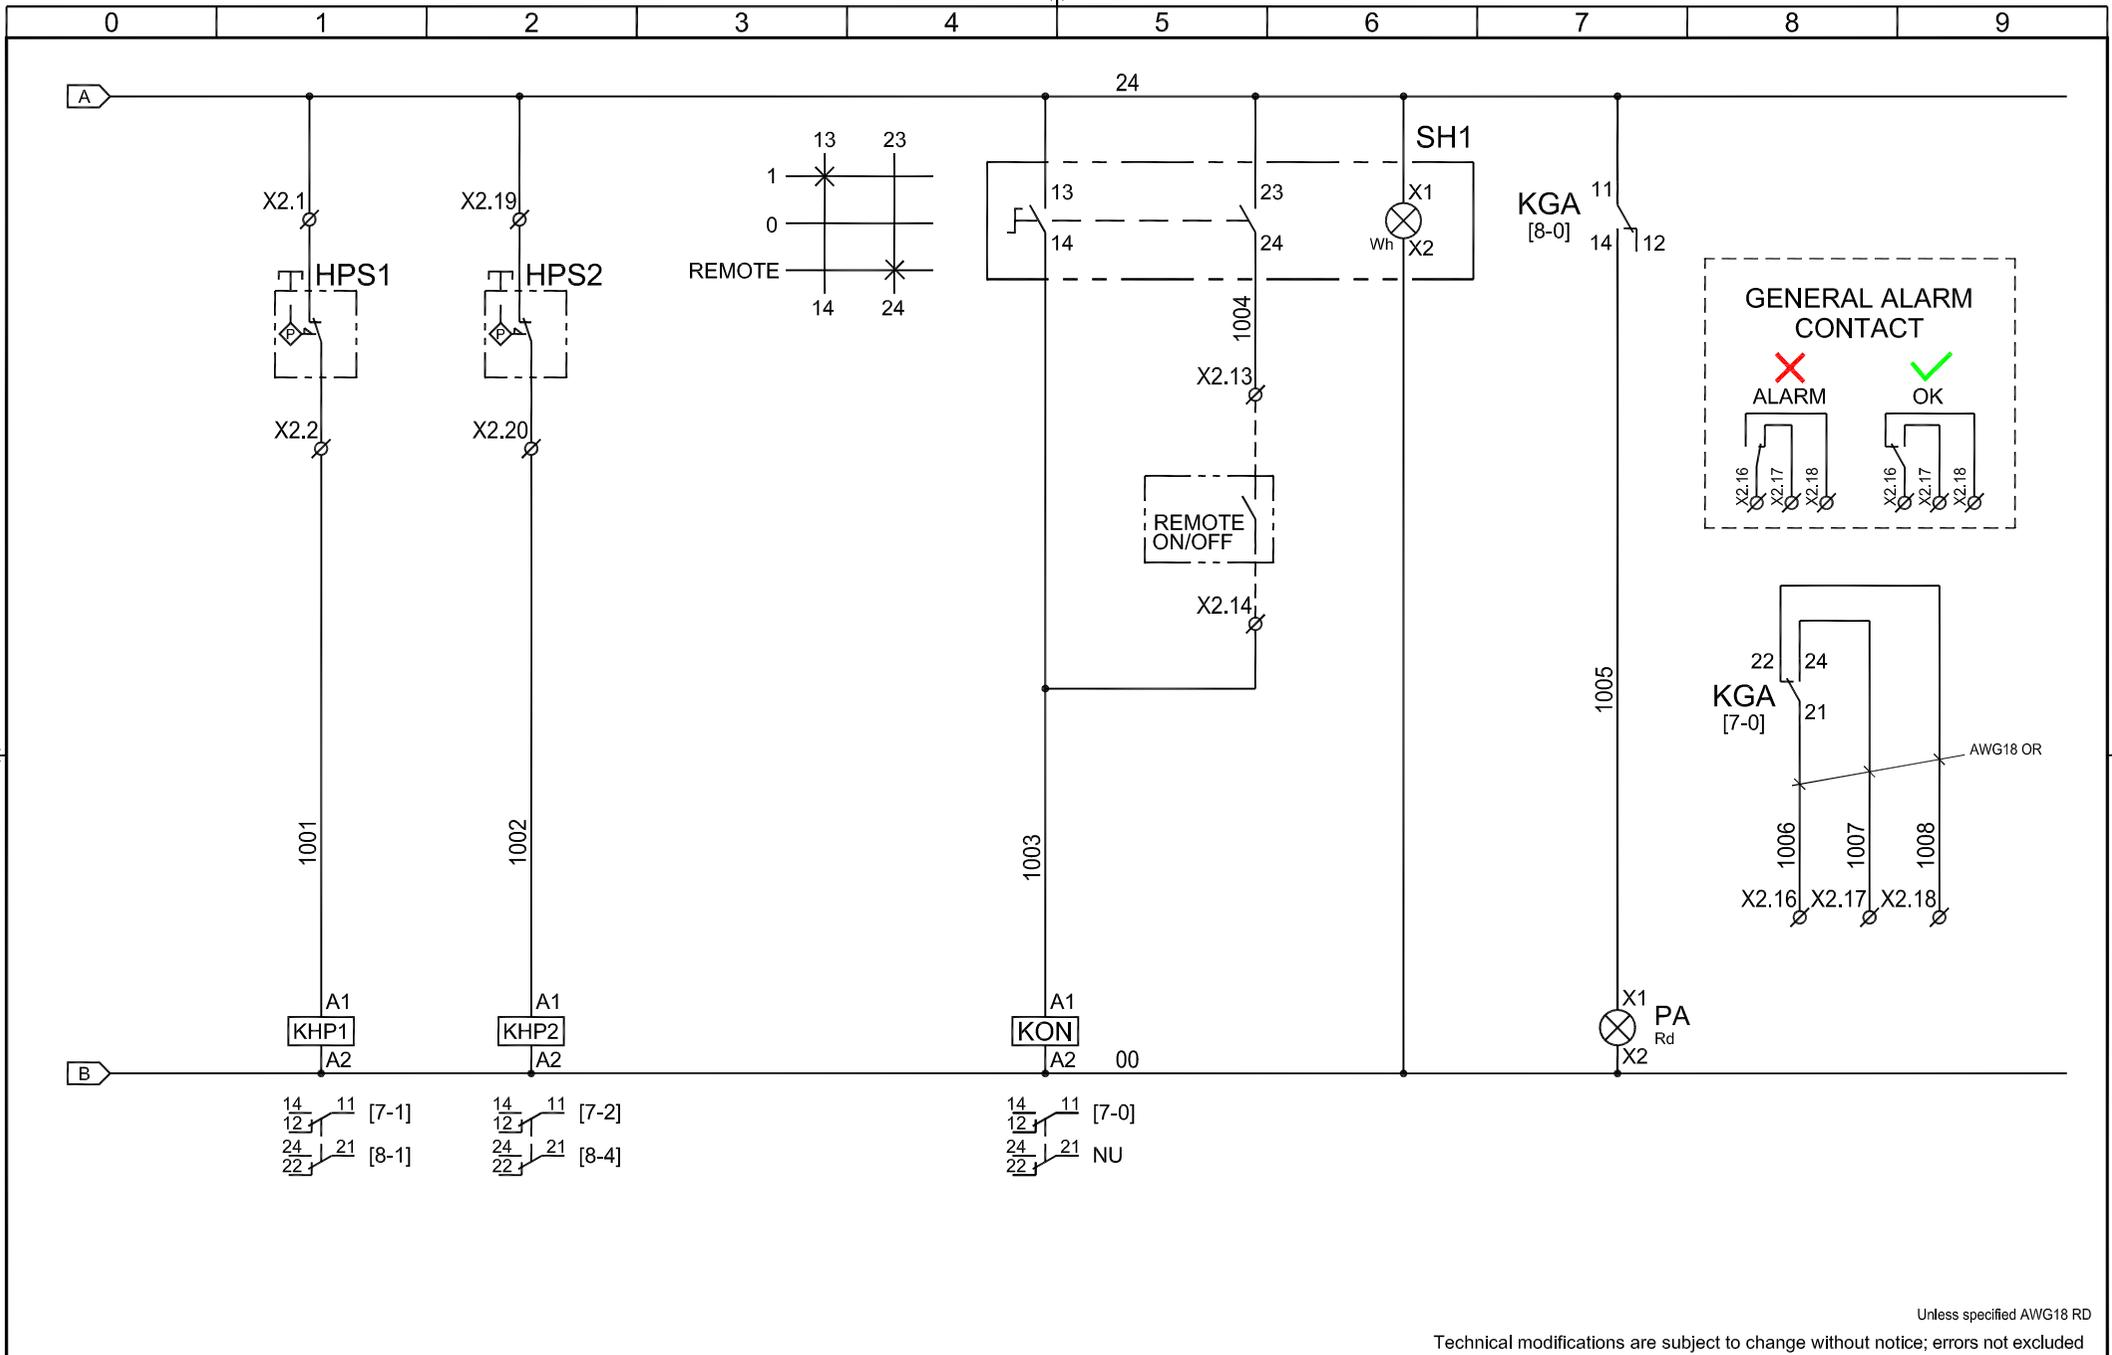 0 1 2 3 4 5 6 7 8 9
A
24
13 23
1
0
REMOTE
14 24
SH1
13
14
23
24
X1
Wh X2
X2.1
HPS1
P
X2.2
1001
A1
KHP1
A2
X2.19
HPS2
P
X2.20
1002
A1
KHP2
A2
1004
X2.13
REMOTE
ON/OFF
X2.14
1003
A1
KON
A2
00
KGA
[8-0]
11
14 12
1005
X1
PA
Rd
X2
GENERAL ALARM
CONTACT
ALARM OK
X2.16 X2.17 X2.18
X2.16 X2.17 X2.18
22 24
KGA
[7-0]
21
AWG18 OR
1006 1007 1008
X2.16 X2.17 X2.18
B
14 11 [7-1]
12
24 21 [8-1]
22
14 11 [7-2]
12
24 21 [8-4]
22
14 11 [7-0]
12
24 21 NU
22
Unless specified AWG18 RD
Technical modifications are subject to change without notice; errors not excluded